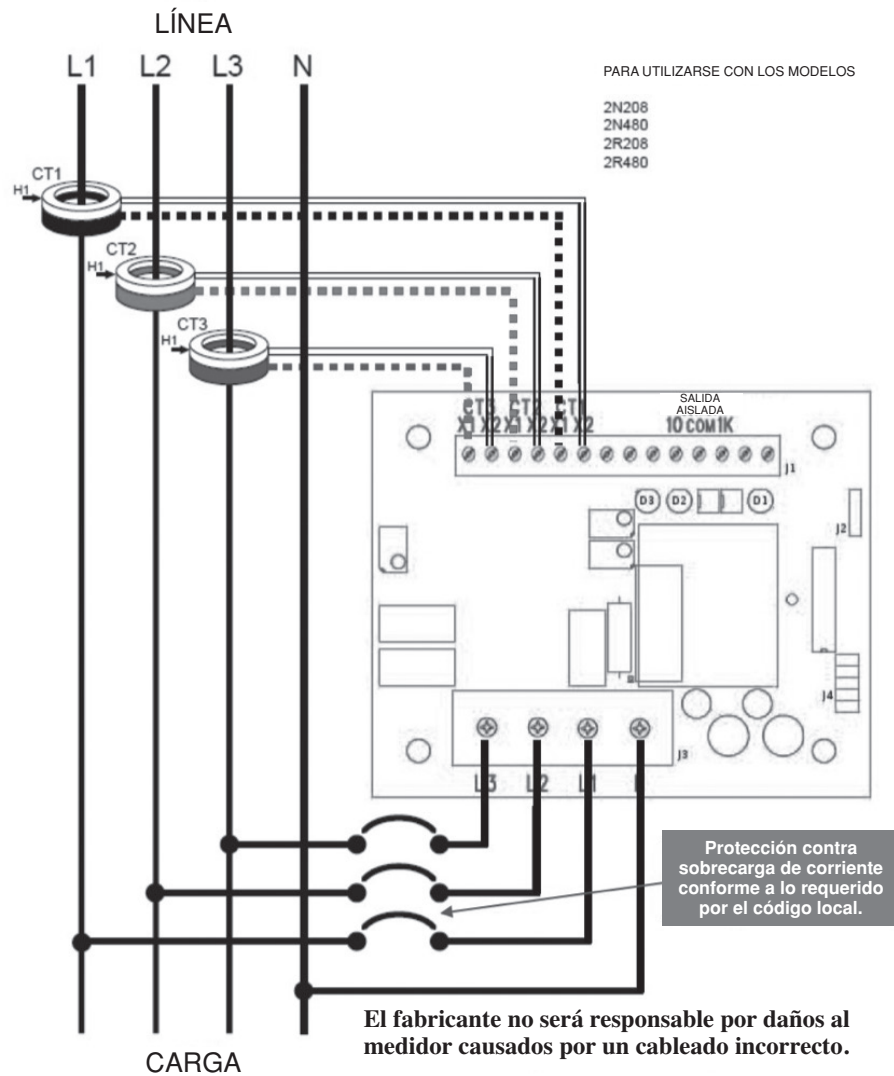 LÍNEA
L1 L2 L3 N
PARA UTILIZARSE CON LOS MODELOS
2N208
2N480
2R208
2R480
CT1
H1
CT2
H1
CT3
H1
CT3 CT2 CT1
X1 X2 X1 X2 X1 X2
SALIDA
AISLADA
10 COM 1K
J1
D3 D2 D1
J2
J4
J3
L3 L2 L1 N
Protección contra
sobrecarga de corriente
conforme a lo requerido
por el código local.
El fabricante no será responsable por daños al
medidor causados por un cableado incorrecto.
CARGA